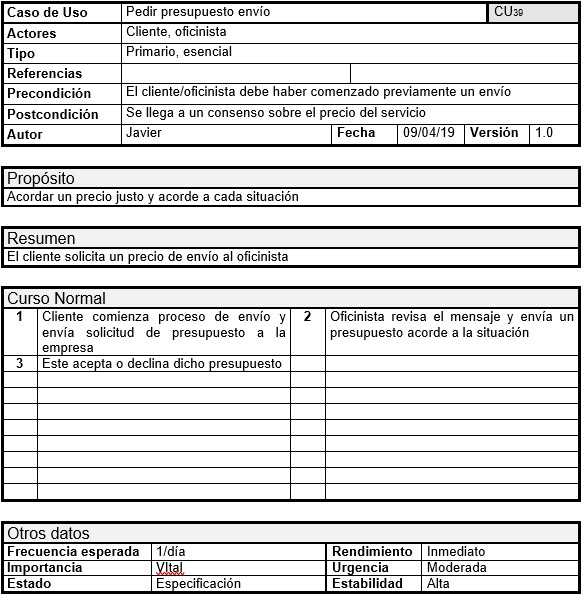 Caso de Uso Pedir presupuesto envío CU39
Actores Cliente, oficinista
Tipo Primario, esencial
Referencias
Precondición El cliente/oficinista debe haber comenzado previamente un envío
Postcondición Se llega a un consenso sobre el precio del servicio
Autor Javier Fecha 09/04/19 Versión 1.0
Propósito
Acordar un precio justo y acorde a cada situación
Resumen
El cliente solicita un precio de envío al oficinista
Curso Normal
1 Cliente comienza proceso de envío y
envía solicitud de presupuesto a la
empresa
2 Oficinista revisa el mensaje y envía un
presupuesto acorde a la situación
3 Este acepta o declina dicho presupuesto
Otros datos
Frecuencia esperada 1/día Rendimiento Inmediato
Importancia VItal Urgencia Moderada
Estado Especificación Estabilidad Alta